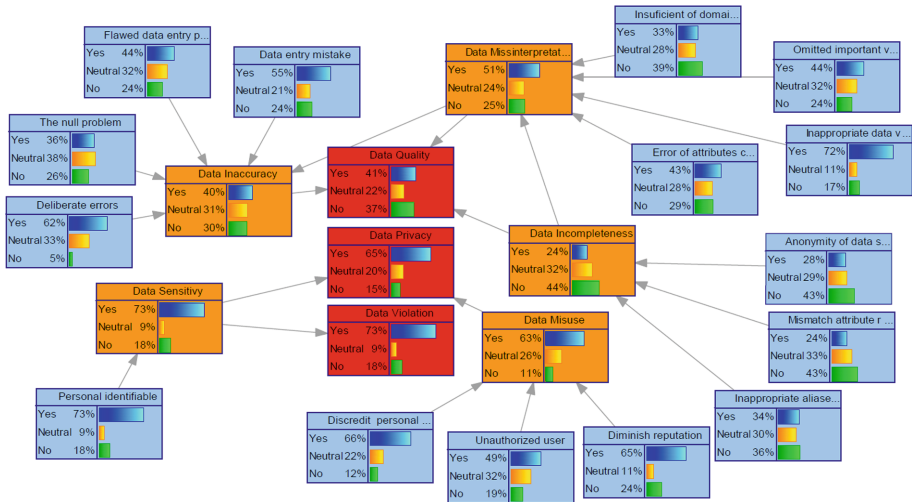 Flawed data entry p...
Yes 44%
Neutral 32%
No 24%
Data entry mistake
Yes 55%
Neutral 21%
No 24%
Data Missinterpretat...
Yes 51%
Neutral 24%
No 25%
Insuficient of domai...
Yes 33%
Neutral 28%
No 39%
Omitted important v...
Yes 44%
Neutral 32%
No 24%
The null problem
Yes 36%
Neutral 38%
No 26%
Data Inaccuracy
Yes 40%
Neutral 31%
No 30%
Data Quality
Yes 41%
Neutral 22%
No 37%
Error of attributes c...
Yes 43%
Neutral 28%
No 29%
Inappropriate data v...
Yes 72%
Neutral 11%
No 17%
Deliberate errors
Yes 62%
Neutral 33%
No 5%
Data Privacy
Yes 65%
Neutral 20%
No 15%
Data Incompleteness
Yes 24%
Neutral 32%
No 44%
Anonymity of data s...
Yes 28%
Neutral 29%
No 43%
Data Sensitivy
Yes 73%
Neutral 9%
No 18%
Data Violation
Yes 73%
Neutral 9%
No 18%
Data Misuse
Yes 63%
Neutral 26%
No 11%
Mismatch attribute r ...
Yes 24%
Neutral 33%
No 43%
Personal identifiable
Yes 73%
Neutral 9%
No 18%
Discredit personal ...
Yes 66%
Neutral 22%
No 12%
Unauthorized user
Yes 49%
Neutral 32%
No 19%
Diminish reputation
Yes 65%
Neutral 11%
No 24%
Inappropriate aliase...
Yes 34%
Neutral 30%
No 36%